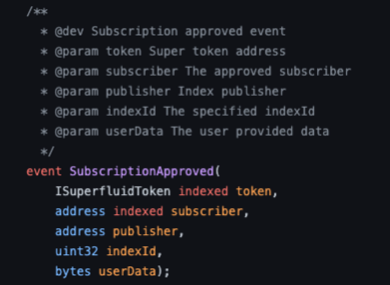 /**
* @dev Subscription approved event
* @param token Super token address
* @param subscriber The approved subscriber
* @param publisher Index publisher
* @param indexId The specified indexId
* @param userData The user provided data
*/
event SubscriptionApproved(
ISuperfluidToken indexed token,
address indexed subscriber,
address publisher,
uint32 indexId,
bytes userData);